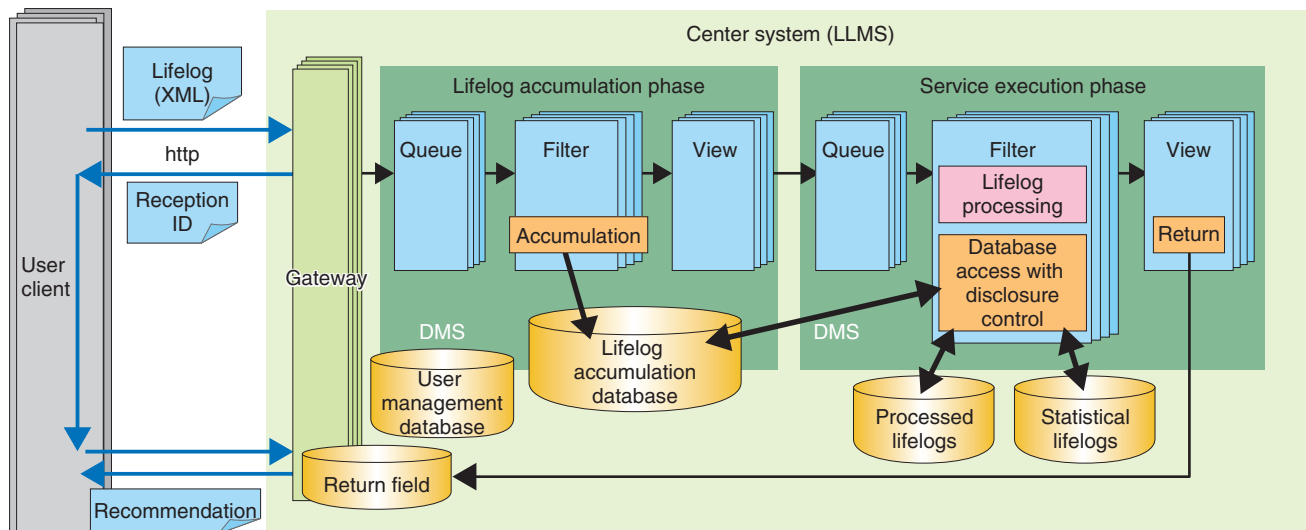 Center system (LLMS)
Lifelog
(XML)
http
Reception
ID
User
client
Recommendation
Gateway
Lifelog accumulation phase
Queue
Filter
View
Accumulation
DMS
User
management
database
Lifelog
accumulation
database
Service execution phase
Queue
Filter
View
Lifelog
processing
Database
access with
disclosure
control
Return
DMS
Processed
lifelogs
Statistical
lifelogs
Return field